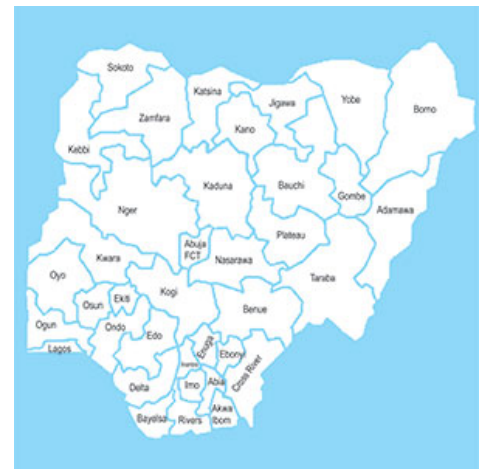 Sokoto
Katsina
Jigawa
Yobe
Borno
Zamfara
Kano
Kebbi
Kaduna
Bauchi
Gombe
Nger
Adamawa
Plateau
Abuja
FCT
Kwara
Nasarawa
Oyo
Taraba
Kogi
Osun
Ekiti
Benue
Ogun
Ondo
Edo
Lagos
Enugu
Ebonyi
Cross River
Delta
Imo
Abia
Bayelsa
Rivers
Akwa
Ibom